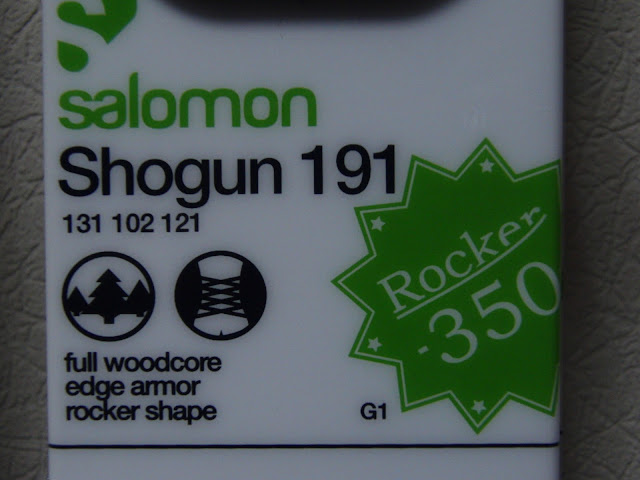 salomon
Shogun 191
131 102 121
Rocker
-350
full woodcore
edge armor
rocker shape
G1